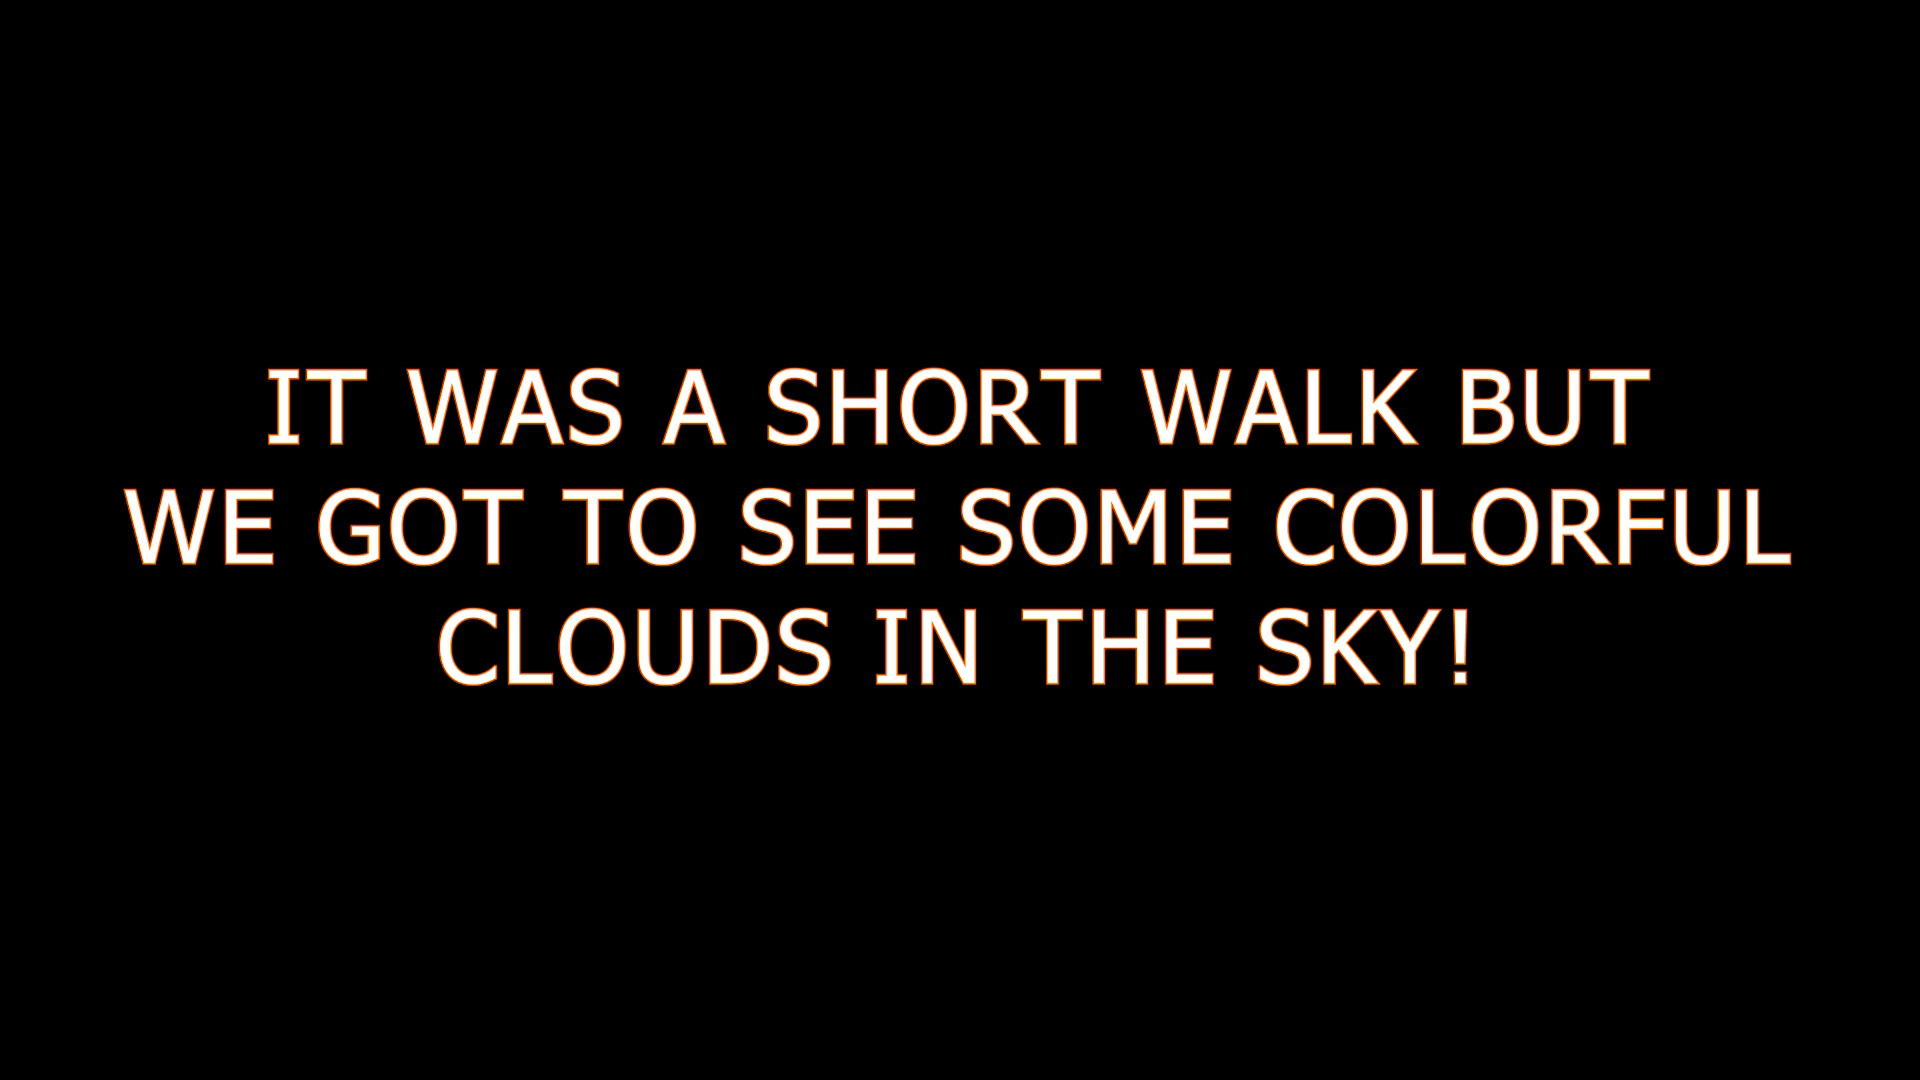 IT WAS A SHORT WALK BUT
WE GOT TO SEE SOME COLORFUL
CLOUDS IN THE SKY!